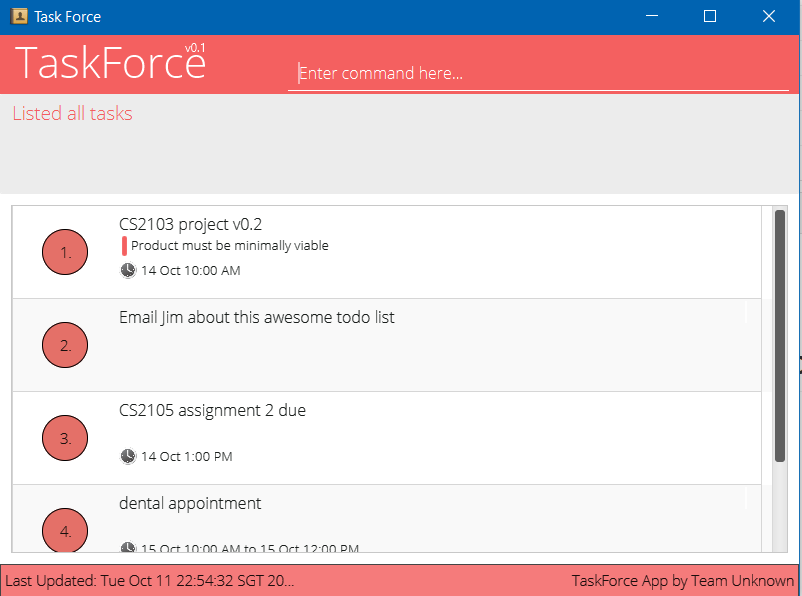 Task Force
TaskForce v0.1
Enter command here...
Listed all tasks
1.
CS2103 project v0.2
Product must be minimally viable
14 Oct 10:00 AM
2.
Email Jim about this awesome todo list
3.
CS2105 assignment 2 due
14 Oct 1:00 PM
4.
dental appointment
15 Oct 10:00 AM to 15 Oct 12:00 PM
Last Updated: Tue Oct 11 22:54:32 SGT 20...
TaskForce App by Team Unknown